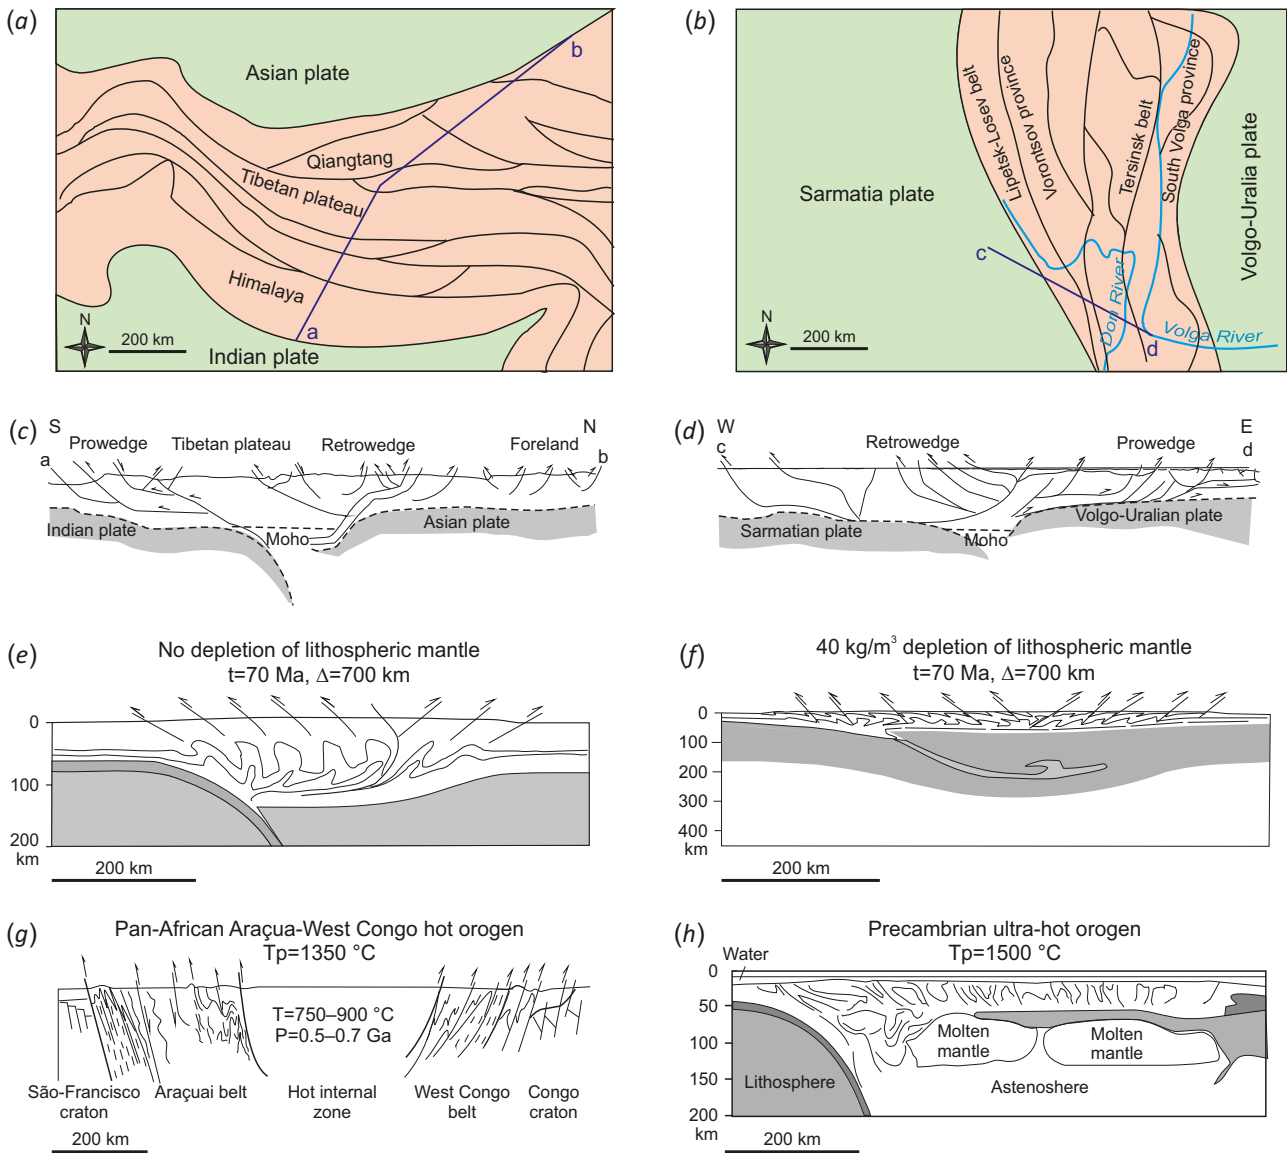 (a)
Asian plate
b
Qiangtang
Tibetan plateau
Himalaya
a
N
200 km
Indian plate
(b)
Sarmatia plate
Lipetsk-Losev belt
Vorontsov province
Tersinsk belt
South Volga province
Volgo-Uralia plate
c
Don River
d
Volga River
N
200 km
(c)
S
N
Prowedge
Tibetan plateau
Retrowedge
Foreland
a
b
Indian plate
Moho
Asian plate
(d)
W
E
c
Retrowedge
Prowedge
d
Sarmatian plate
Moho
Volgo-Uralian plate
(e)
No depletion of lithospheric mantle
t=70 Ma, Δ=700 km
0
100
200
km
200 km
(f)
40 kg/m³ depletion of lithospheric mantle
t=70 Ma, Δ=700 km
0
100
200
300
400
km
200 km
(g)
Pan-African Araçua-West Congo hot orogen
Tp=1350 °C
T=750–900 °C
P=0.5–0.7 Ga
São-Francisco
craton
Araçuai belt
Hot internal
zone
West Congo
belt
Congo
craton
200 km
(h)
Precambrian ultra-hot orogen
Tp=1500 °C
Water
0
50
100
150
200
km
Molten
mantle
Molten
mantle
Lithosphere
Astenoshere
200 km